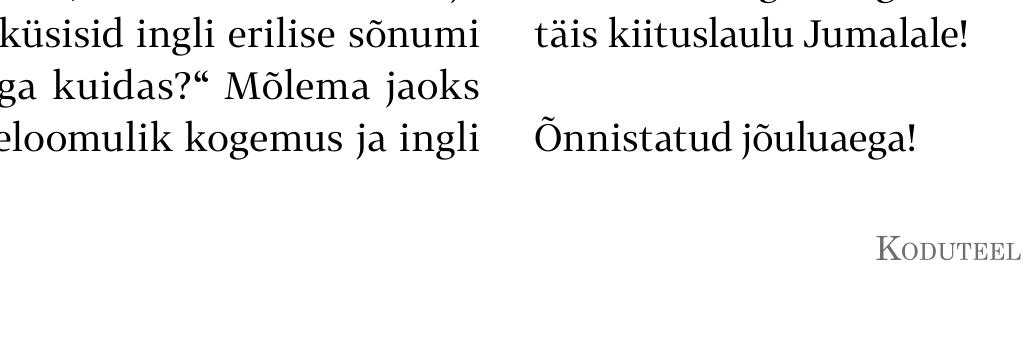 küsisid ingli erilise sõnumi
ga kuidas?“ Mõlema jaoks
eloomulik kogemus ja ingli
täis kiituslaulu Jumalale!
Õnnistatud jõuluaega!
Koduteel